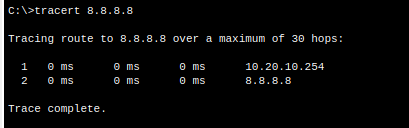 C:\>tracert 8.8.8.8
Tracing route to 8.8.8.8 over a maximum of 30 hops:
1 0 ms 0 ms 0 ms 10.20.10.254
2 0 ms 0 ms 0 ms 8.8.8.8
Trace complete.